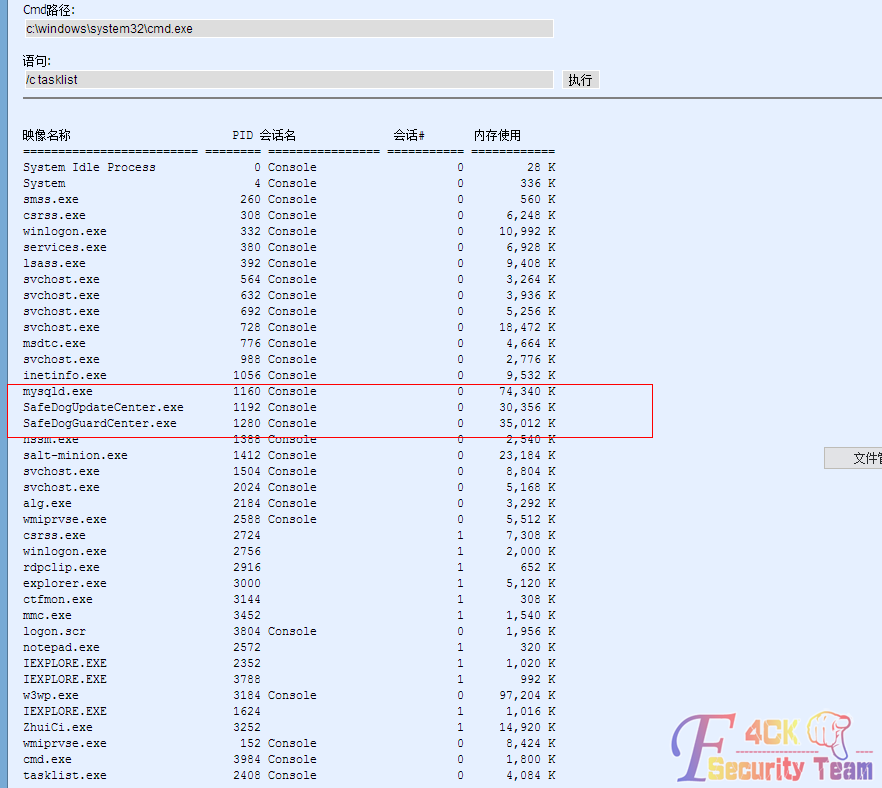 Cmd路径:
c:\windows\system32\cmd.exe
语句:
/c tasklist 执行
映像名称 PID 会话名 会话# 内存使用
========================= ======== ================ =========== ============
System Idle Process 0 Console 0 28 K
System 4 Console 0 336 K
smss.exe 260 Console 0 560 K
csrss.exe 308 Console 0 6,248 K
winlogon.exe 332 Console 0 10,992 K
services.exe 380 Console 0 6,928 K
lsass.exe 392 Console 0 9,408 K
svchost.exe 564 Console 0 3,264 K
svchost.exe 632 Console 0 3,936 K
svchost.exe 692 Console 0 5,256 K
svchost.exe 728 Console 0 18,472 K
msdtc.exe 776 Console 0 4,664 K
svchost.exe 988 Console 0 2,776 K
inetinfo.exe 1056 Console 0 9,532 K
mysqld.exe 1160 Console 0 74,340 K
SafeDogUpdateCenter.exe 1192 Console 0 30,356 K
SafeDogGuardCenter.exe 1280 Console 0 35,012 K
nssm.exe 1388 Console 0 2,540 K
salt-minion.exe 1412 Console 0 23,184 K
文件管
svchost.exe 1504 Console 0 8,804 K
svchost.exe 2024 Console 0 5,168 K
alg.exe 2184 Console 0 3,292 K
wmiprvse.exe 2588 Console 0 5,512 K
csrss.exe 2724 1 7,308 K
winlogon.exe 2756 1 2,000 K
rdpclip.exe 2916 1 652 K
explorer.exe 3000 1 5,120 K
ctfmon.exe 3144 1 308 K
mmc.exe 3452 1 1,540 K
logon.scr 3804 Console 0 1,956 K
notepad.exe 2572 1 320 K
IEXPLORE.EXE 2352 1 1,020 K
IEXPLORE.EXE 3788 1 992 K
w3wp.exe 3184 Console 0 97,204 K
IEXPLORE.EXE 1624 1 1,016 K
ZhuiCi.exe 3252 1 14,920 K
wmiprvse.exe 152 Console 0 8,424 K
cmd.exe 3984 Console 0 1,800 K
tasklist.exe 2408 Console 0 4,084 K
F4CK
Security Team